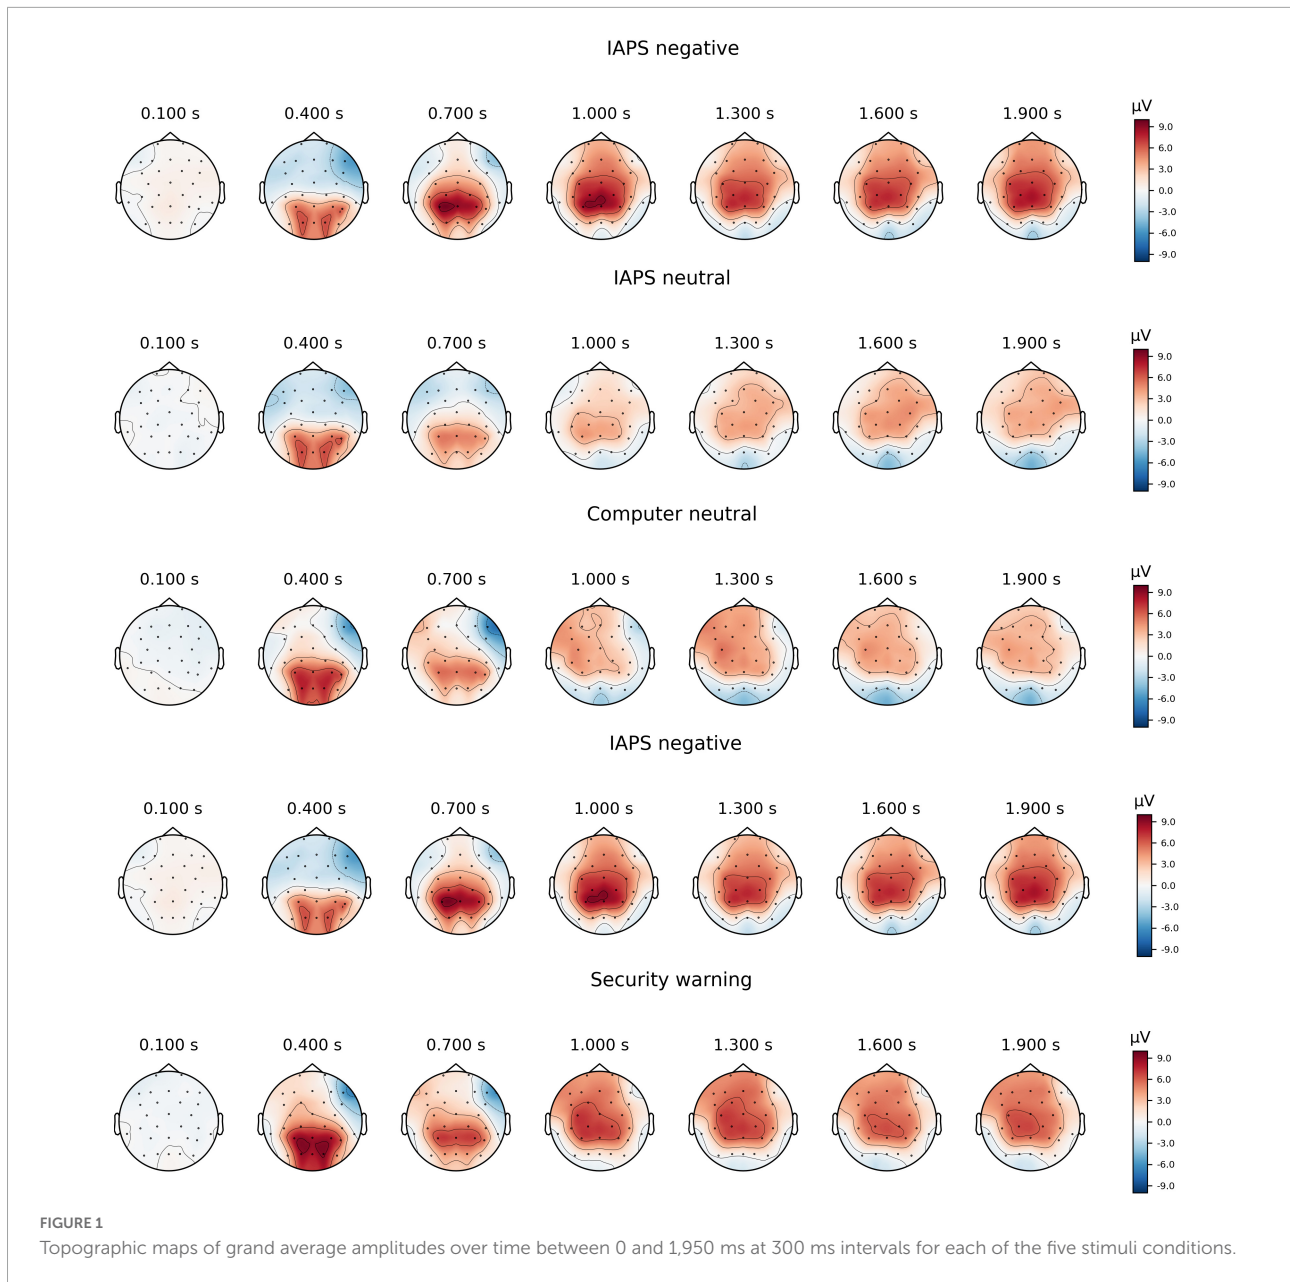 IAPS negative
0.100 s 0.400 s 0.700 s 1.000 s 1.300 s 1.600 s 1.900 s
µV
9.0
6.0
3.0
0.0
-3.0
-6.0
-9.0
IAPS neutral
0.100 s 0.400 s 0.700 s 1.000 s 1.300 s 1.600 s 1.900 s
µV
9.0
6.0
3.0
0.0
-3.0
-6.0
-9.0
Computer neutral
0.100 s 0.400 s 0.700 s 1.000 s 1.300 s 1.600 s 1.900 s
µV
9.0
6.0
3.0
0.0
-3.0
-6.0
-9.0
IAPS negative
0.100 s 0.400 s 0.700 s 1.000 s 1.300 s 1.600 s 1.900 s
µV
9.0
6.0
3.0
0.0
-3.0
-6.0
-9.0
Security warning
0.100 s 0.400 s 0.700 s 1.000 s 1.300 s 1.600 s 1.900 s
µV
9.0
6.0
3.0
0.0
-3.0
-6.0
-9.0
FIGURE 1
Topographic maps of grand average amplitudes over time between 0 and 1,950 ms at 300 ms intervals for each of the five stimuli conditions.